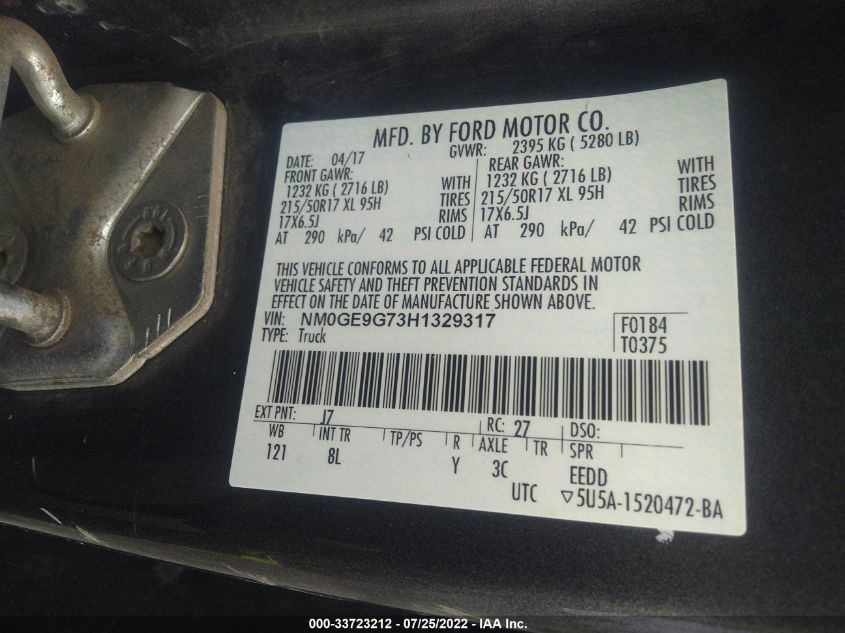 MFD. BY FORD MOTOR CO.
DATE: 04/17 GVWR: 2395 KG ( 5280 LB)
FRONT GAWR: REAR GAWR:
1232 KG ( 2716 LB) WITH 1232 KG ( 2716 LB) WITH
215/50R17 XL 95H TIRES 215/50R17 XL 95H TIRES
17X6.5J RIMS 17X6.5J RIMS
AT 290 kPa/ 42 PSI COLD AT 290 kPa/ 42 PSI COLD
THIS VEHICLE CONFORMS TO ALL APPLICABLE FEDERAL MOTOR
VEHICLE SAFETY AND THEFT PREVENTION STANDARDS IN
EFFECT ON THE DATE OF MANUFACTURE SHOWN ABOVE.
VIN: NM0GE9G73H1329317 F0184
TYPE: Truck T0375
EXT PNT: J7 RC: 27 DSO:
WB INT TR TP/PS R AXLE TR SPR
121 8L Y 3C EEDD
UTC ▽5U5A-1520472-BA
000-33723212 - 07/25/2022 - IAA Inc.